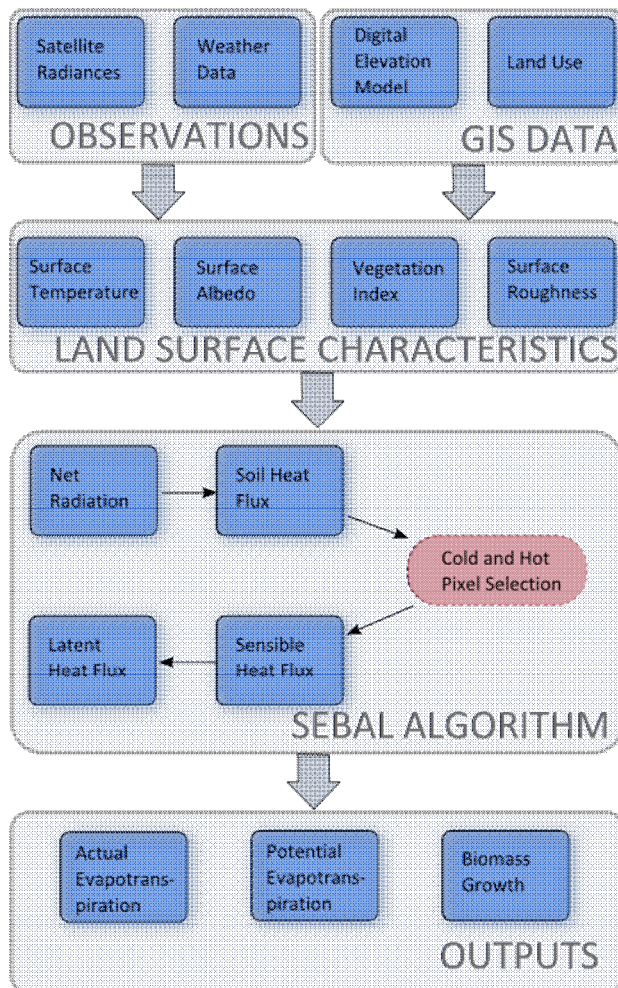 Satellite
Radiances
Weather
Data
OBSERVATIONS
Digital
Elevation
Model
Land Use
GIS DATA
Surface
Temperature
Surface
Albedo
Vegetation
Index
Surface
Roughness
LAND SURFACE CHARACTERISTICS
Net
Radiation
Soil Heat
Flux
Cold and Hot
Pixel Selection
Latent
Heat Flux
Sensible
Heat Flux
SEBAL ALGORITHM
Actual
Evapotrans-
piration
Potential
Evapotrans-
piration
Biomass
Growth
OUTPUTS